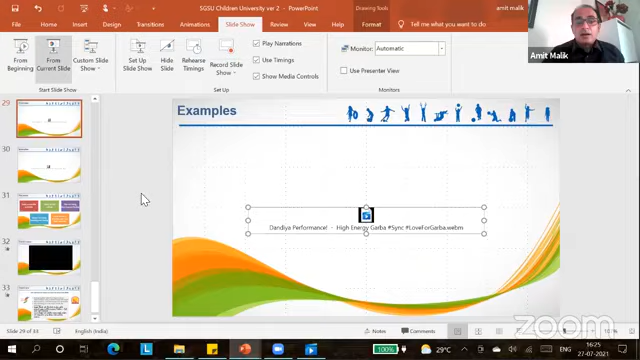 SGSU Children University ver 2 - PowerPoint
Drawing Tools
amit malik
File
Home
Insert
Design
Transitions
Animations
Slide Show
Review
View
Format
Tell me what you want to do
From Beginning
From Current Slide
Custom Slide Show
Set Up Slide Show
Hide Slide
Rehearse Timings
Record Slide Show
Play Narrations
Use Timings
Show Media Controls
Monitor:
Automatic
Use Presenter View
Start Slide Show
Set Up
Monitors
Amit Malik
29
30
31
32
33
Examples
Dandiya Performance! - High Energy Garba #Sync #LoveForGarba.webm
Slide 29 of 33
English (India)
Notes
Comments
zoom
100%
29°C
16:25
27-07-2021